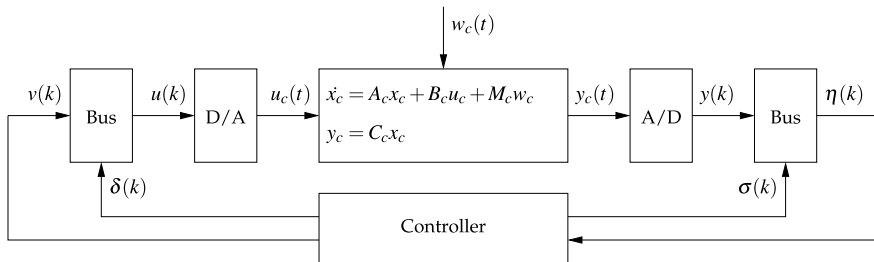 w_c(t)
v(k)
Bus
u(k)
D/A
u_c(t)
ẋ_c = A_c x_c + B_c u_c + M_c w_c
y_c = C_c x_c
y_c(t)
A/D
y(k)
Bus
η(k)
δ(k)
σ(k)
Controller